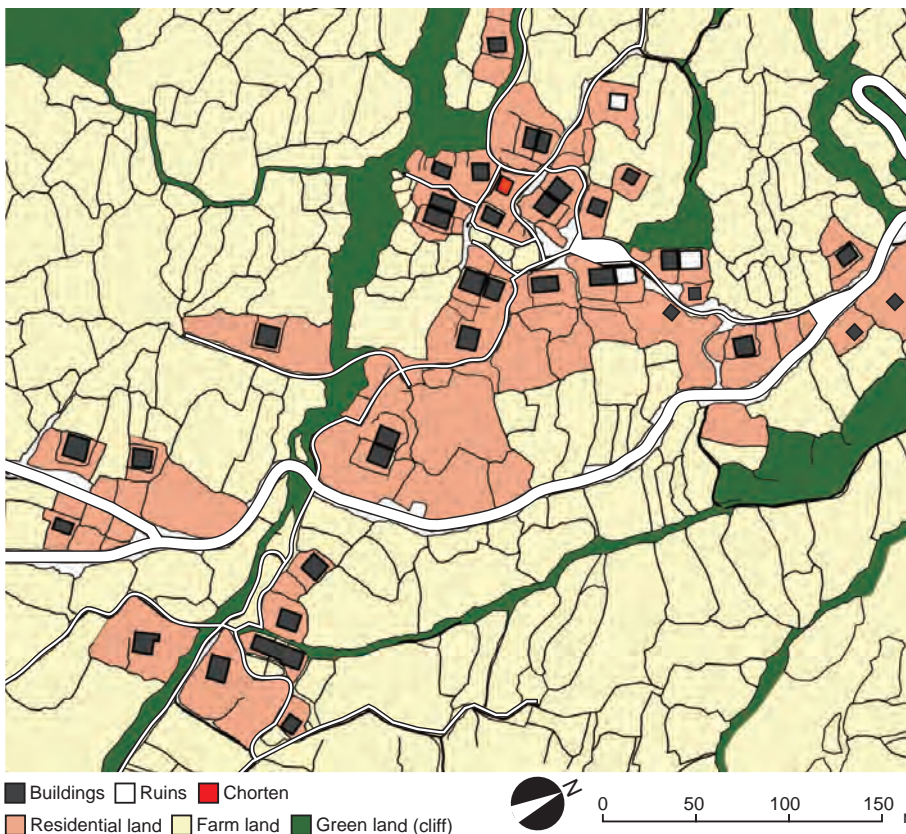 Buildings Ruins Chorten
Residential land Farm land Green land (cliff)
N
0 50 100 150